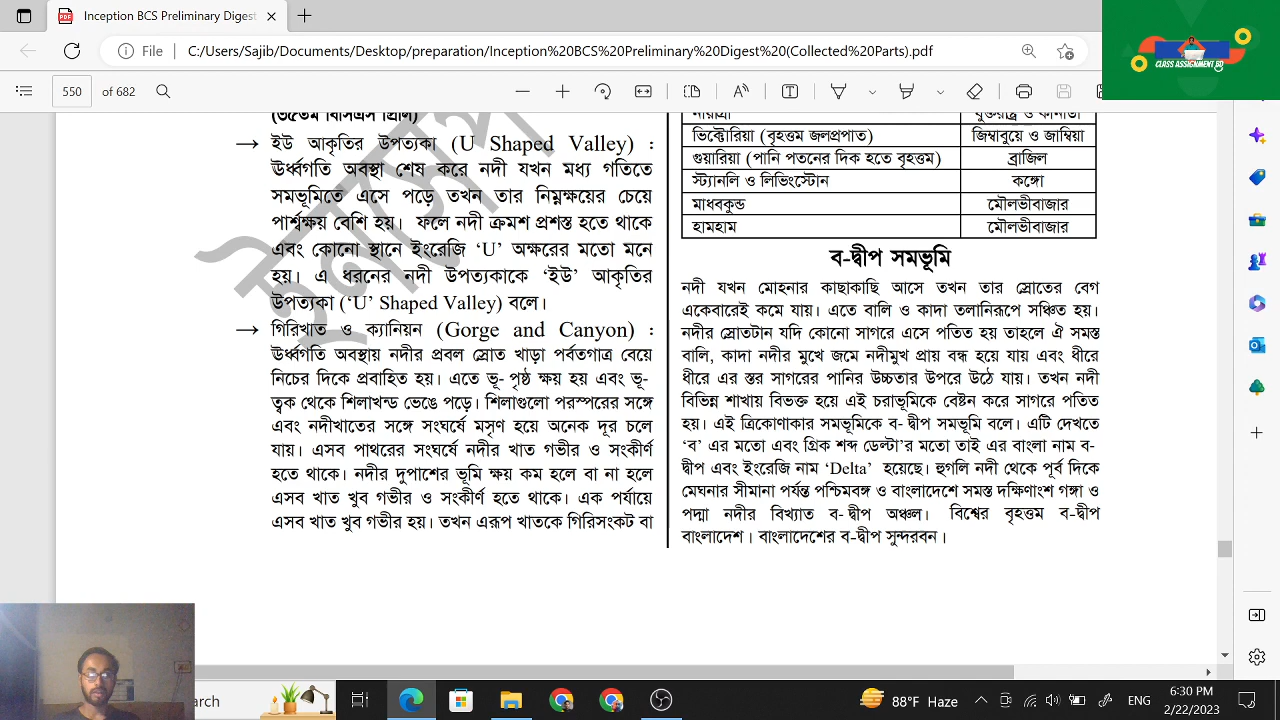 Inception BCS Preliminary Digest
File
C:/Users/Sajib/Documents/Desktop/preparation/Inception%20BCS%20Preliminary%20Digest%20(Collected%20Parts).pdf
CLASS ASSIGNMENT BD
550 of 682
(৩৫তম বিসিএস প্রিলি)
→ ইউ আকৃতির উপত্যকা (U Shaped Valley) :
ঊর্ধ্বগতি অবস্থা শেষ করে নদী যখন মধ্য গতিতে
সমভূমিতে এসে পড়ে তখন তার নিম্নক্ষয়ের চেয়ে
পার্শ্বক্ষয় বেশি হয়। ফলে নদী ক্রমশ প্রশস্ত হতে থাকে
এবং কোনো স্থানে ইংরেজি ‘U’ অক্ষরের মতো মনে
হয়। এ ধরনের নদী উপত্যকাকে ‘ইউ’ আকৃতির
উপত্যকা (‘U’ Shaped Valley) বলে।
→ গিরিখাত ও ক্যানিয়ন (Gorge and Canyon) :
ঊর্ধ্বগতি অবস্থায় নদীর প্রবল স্রোত খাড়া পর্বতগাত্র বেয়ে
নিচের দিকে প্রবাহিত হয়। এতে ভূ- পৃষ্ঠ ক্ষয় হয় এবং ভূ-
ত্বক থেকে শিলাখন্ড ভেঙে পড়ে। শিলাগুলো পরস্পরের সঙ্গে
এবং নদীখাতের সঙ্গে সংঘর্ষে মসৃণ হয়ে অনেক দূর চলে
যায়। এসব পাথরের সংঘর্ষে নদীর খাত গভীর ও সংকীর্ণ
হতে থাকে। নদীর দুপাশের ভূমি ক্ষয় কম হলে বা না হলে
এসব খাত খুব গভীর ও সংকীর্ণ হতে থাকে। এক পর্যায়ে
এসব খাত খুব গভীর হয়। তখন এরূপ খাতকে গিরিসংকট বা
নায়াগ্রা যুক্তরাষ্ট্র ও কানাডা
ভিক্টোরিয়া (বৃহত্তম জলপ্রপাত) জিম্বাবুয়ে ও জাম্বিয়া
গুয়ারিয়া (পানি পতনের দিক হতে বৃহত্তম) ব্রাজিল
স্ট্যানলি ও লিভিংস্টোন কঙ্গো
মাধবকুন্ড মৌলভীবাজার
হামহাম মৌলভীবাজার
ব-দ্বীপ সমভূমি
নদী যখন মোহনার কাছাকাছি আসে তখন তার স্রোতের বেগ
একেবারেই কমে যায়। এতে বালি ও কাদা তলানিরূপে সঞ্চিত হয়।
নদীর স্রোতটান যদি কোনো সাগরে এসে পতিত হয় তাহলে ঐ সমস্ত
বালি, কাদা নদীর মুখে জমে নদীমুখ প্রায় বন্ধ হয়ে যায় এবং ধীরে
ধীরে এর স্তর সাগরের পানির উচ্চতার উপরে উঠে যায়। তখন নদী
বিভিন্ন শাখায় বিভক্ত হয়ে এই চরাভূমিকে বেষ্টন করে সাগরে পতিত
হয়। এই ত্রিকোণাকার সমভূমিকে ব- দ্বীপ সমভূমি বলে। এটি দেখতে
‘ব’ এর মতো এবং গ্রিক শব্দ ডেল্টা’র মতো তাই এর বাংলা নাম ব-
দ্বীপ এবং ইংরেজি নাম ‘Delta’ হয়েছে। হুগলি নদী থেকে পূর্ব দিকে
মেঘনার সীমানা পর্যন্ত পশ্চিমবঙ্গ ও বাংলাদেশে সমস্ত দক্ষিণাংশ গঙ্গা ও
পদ্মা নদীর বিখ্যাত ব- দ্বীপ অঞ্চল। বিশ্বের বৃহত্তম ব-দ্বীপ
বাংলাদেশ। বাংলাদেশের ব-দ্বীপ সুন্দরবন।
arch
88°F Haze
ENG
6:30 PM
2/22/2023